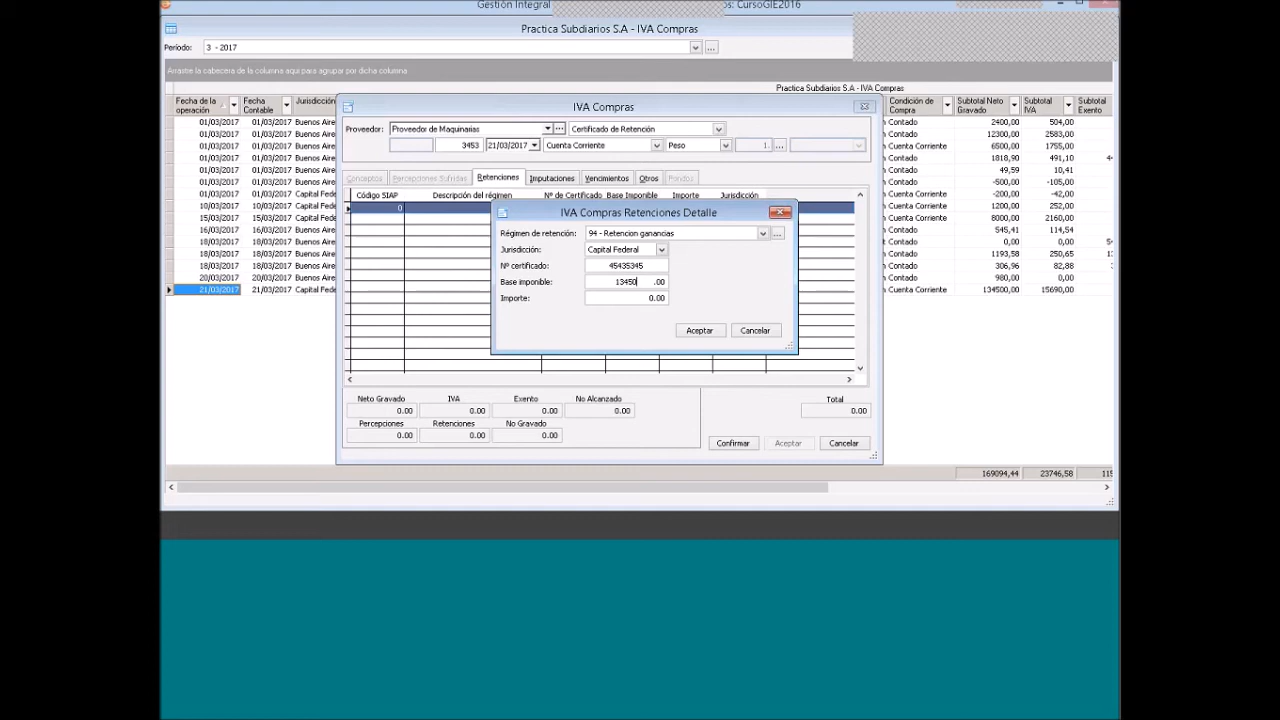 Gestión Integral
os: CursoGIE2016
Practica Subdiarios S.A - IVA Compras
Período: 3 - 2017
Arrastre la cabecera de la columna aquí para agrupar por dicha columna
Practica Subdiarios S.A - IVA Compras
Fecha de la operación Fecha Contable Jurisdicción Condición de Compra Subtotal Neto Gravado Subtotal IVA Subtotal Exento
01/03/2017 01/03/2017 Buenos Aire Contado 2400,00 504,00
01/03/2017 01/03/2017 Buenos Aire Contado 12300,00 2583,00
01/03/2017 01/03/2017 Buenos Aire Cuenta Corriente 6500,00 1755,00
01/03/2017 01/03/2017 Buenos Aire Contado 1818,90 491,10
01/03/2017 01/03/2017 Buenos Aire Contado 49,59 10,41
01/03/2017 01/03/2017 Buenos Aire Contado -500,00 -105,00
01/03/2017 01/03/2017 Buenos Aire Cuenta Corriente -200,00 -42,00
10/03/2017 10/03/2017 Buenos Aire Contado 1200,00 252,00
15/03/2017 15/03/2017 Buenos Aire Cuenta Corriente 8000,00 2160,00
16/03/2017 16/03/2017 Buenos Aire Contado 545,41 114,54
18/03/2017 18/03/2017 Buenos Aire Contado 0,00 0,00
18/03/2017 18/03/2017 Buenos Aire Contado 1193,58 250,65
18/03/2017 18/03/2017 Buenos Aire Contado 306,96 82,88
20/03/2017 20/03/2017 Buenos Aire Contado 980,00 0,00
21/03/2017 21/03/2017 Capital Fede Cuenta Corriente 134500,00 15690,00
169094,44 23746,58 115
IVA Compras
Proveedor: Proveedor de Maquinarias Certificado de Retención
3453 21/03/2017 Cuenta Corriente Peso 1.
Conceptos Percepciones Sufridas Retenciones Imputaciones Vencimientos Otros Fondos
Código SIAP Descripción del régimen Nº de Certificado Base Imponible Importe Jurisdicción
0
IVA Compras Retenciones Detalle
Régimen de retención: 94 - Retencion ganancias
Jurisdicción: Capital Federal
Nº certificado: 45435345
Base imponible: 13450 .00
Importe: 0.00
Aceptar Cancelar
Neto Gravado IVA Exento No Alcanzado Total
0.00 0.00 0.00 0.00 0.00
Percepciones Retenciones No Gravado
0.00 0.00 0.00
Confirmar Aceptar Cancelar